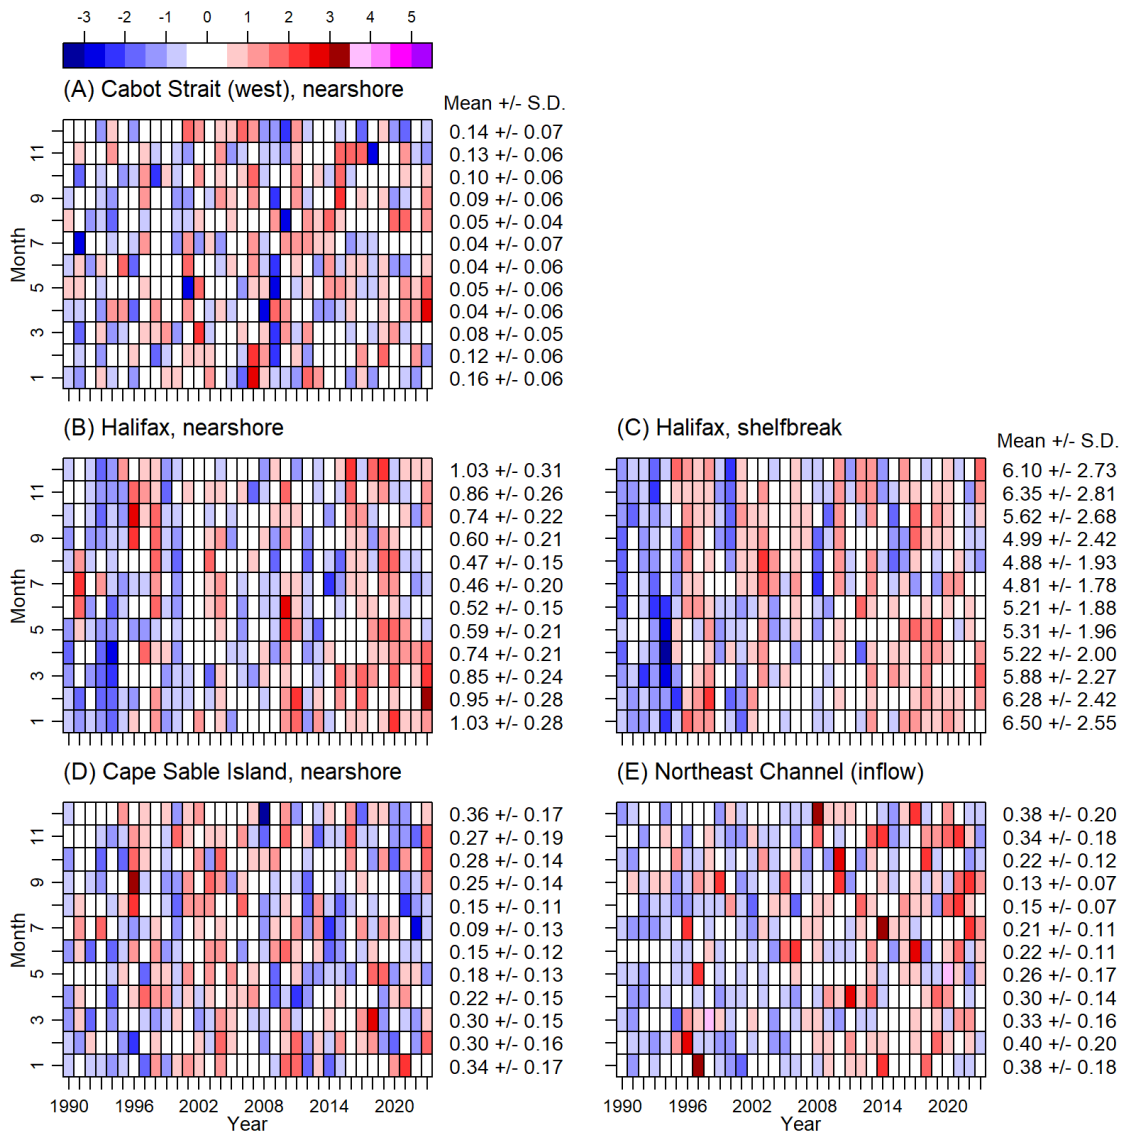 -3 -2 -1 0 1 2 3 4 5
(A) Cabot Strait (west), nearshore
Mean +/- S.D.
0.14 +/- 0.07
11 0.13 +/- 0.06
0.10 +/- 0.06
9 0.09 +/- 0.06
0.05 +/- 0.04
7 0.04 +/- 0.07
Month
0.04 +/- 0.06
5 0.05 +/- 0.06
0.04 +/- 0.06
3 0.08 +/- 0.05
0.12 +/- 0.06
1 0.16 +/- 0.06
(B) Halifax, nearshore
1.03 +/- 0.31
11 0.86 +/- 0.26
0.74 +/- 0.22
9 0.60 +/- 0.21
0.47 +/- 0.15
7 0.46 +/- 0.20
Month
0.52 +/- 0.15
5 0.59 +/- 0.21
0.74 +/- 0.21
3 0.85 +/- 0.24
0.95 +/- 0.28
1 1.03 +/- 0.28
(C) Halifax, shelfbreak
Mean +/- S.D.
6.10 +/- 2.73
6.35 +/- 2.81
5.62 +/- 2.68
4.99 +/- 2.42
4.88 +/- 1.93
4.81 +/- 1.78
5.21 +/- 1.88
5.31 +/- 1.96
5.22 +/- 2.00
5.88 +/- 2.27
6.28 +/- 2.42
6.50 +/- 2.55
(D) Cape Sable Island, nearshore
0.36 +/- 0.17
11 0.27 +/- 0.19
0.28 +/- 0.14
9 0.25 +/- 0.14
0.15 +/- 0.11
7 0.09 +/- 0.13
Month
0.15 +/- 0.12
5 0.18 +/- 0.13
0.22 +/- 0.15
3 0.30 +/- 0.15
0.30 +/- 0.16
1 0.34 +/- 0.17
1990 1996 2002 2008 2014 2020
Year
(E) Northeast Channel (inflow)
0.38 +/- 0.20
0.34 +/- 0.18
0.22 +/- 0.12
0.13 +/- 0.07
0.15 +/- 0.07
0.21 +/- 0.11
0.22 +/- 0.11
0.26 +/- 0.17
0.30 +/- 0.14
0.33 +/- 0.16
0.40 +/- 0.20
0.38 +/- 0.18
1990 1996 2002 2008 2014 2020
Year